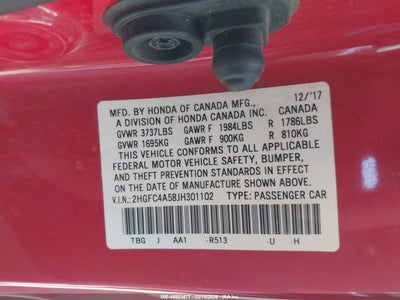 12/'17
MFD. BY HONDA OF CANADA MFG.,
A DIVISION OF HONDA CANADA INC. CANADA
GVWR 3737LBS GAWR F 1984LBS R 1786LBS
GVWR 1695KG GAWR F 900KG R 810KG
THIS VEHICLE CONFORMS TO ALL APPLICABLE
FEDERAL MOTOR VEHICLE SAFETY, BUMPER,
AND THEFT PREVENTION STANDARDS IN EFFECT
ON THE DATE OF MANUFACTURE SHOWN ABOVE.
V.I.N.: 2HGFC4A58JH301102 TYPE: PASSENGER CAR
TBG J AA1 -R513 -U -H